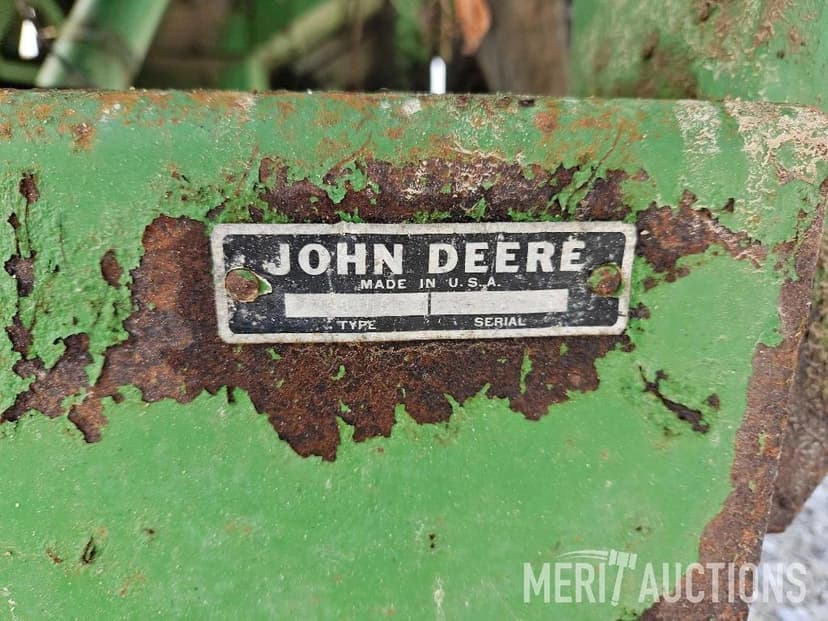 JOHN DEERE
MADE IN U.S.A.
TYPE SERIAL
MERIT AUCTIONS